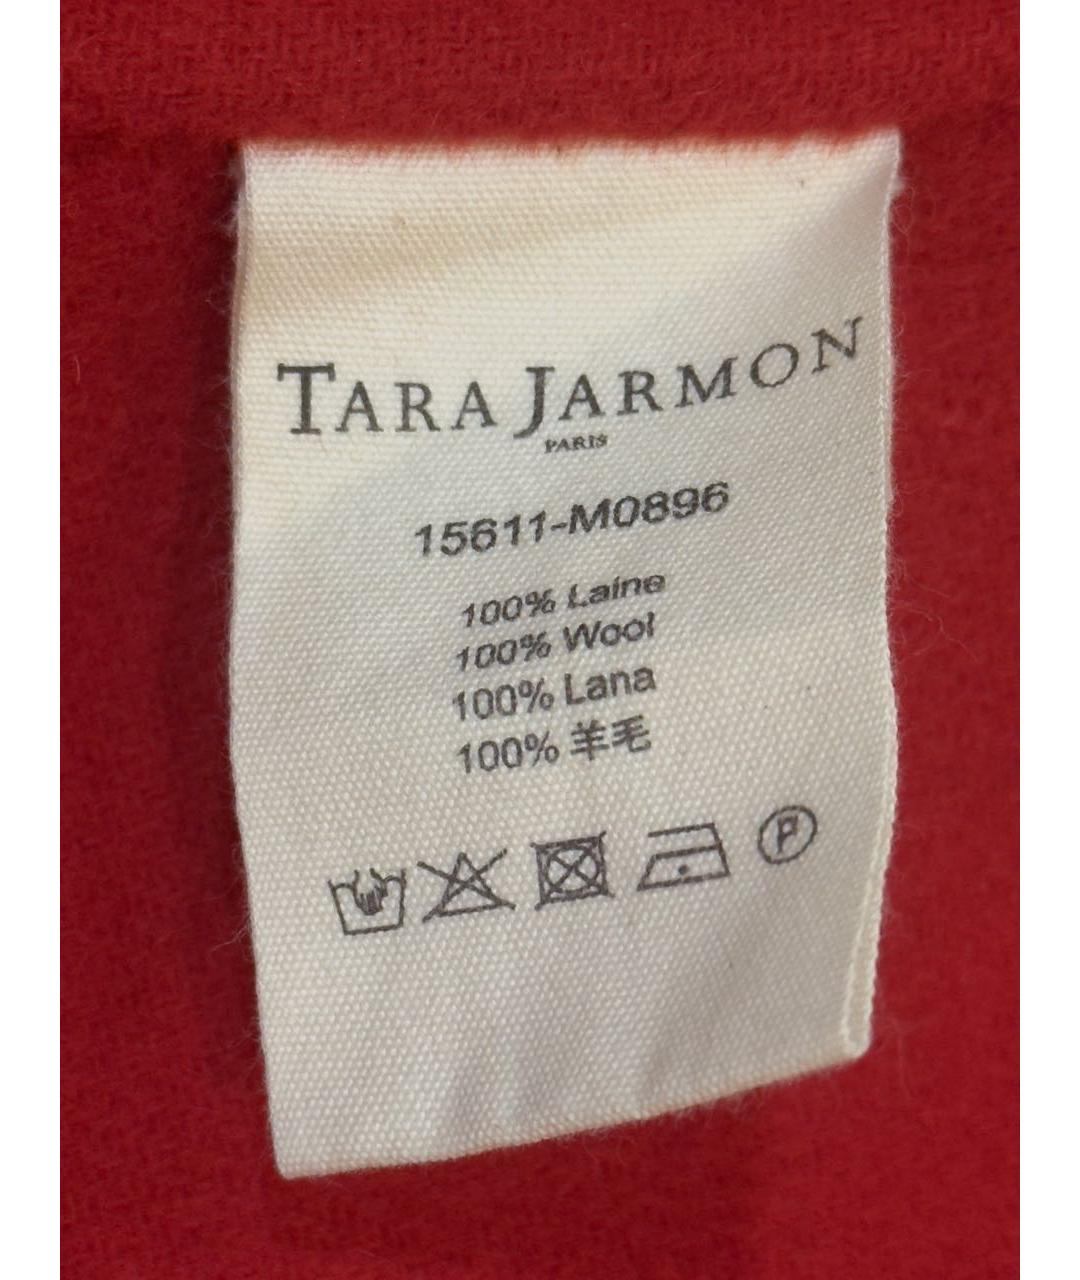 TARA JARMON
PARIS
15611-M0896
100% Laine
100% Wool
100% Lana
100% 羊毛
P